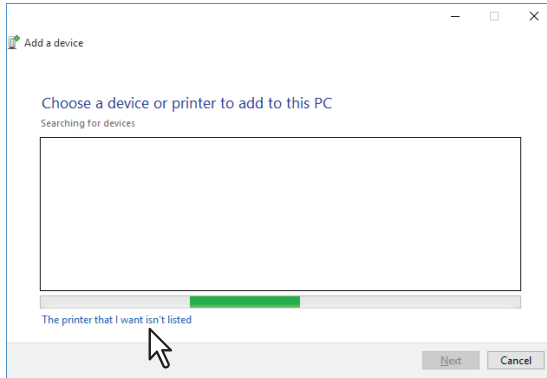 Add a device
Choose a device or printer to add to this PC
Searching for devices
The printer that I want isn't listed
Next Cancel